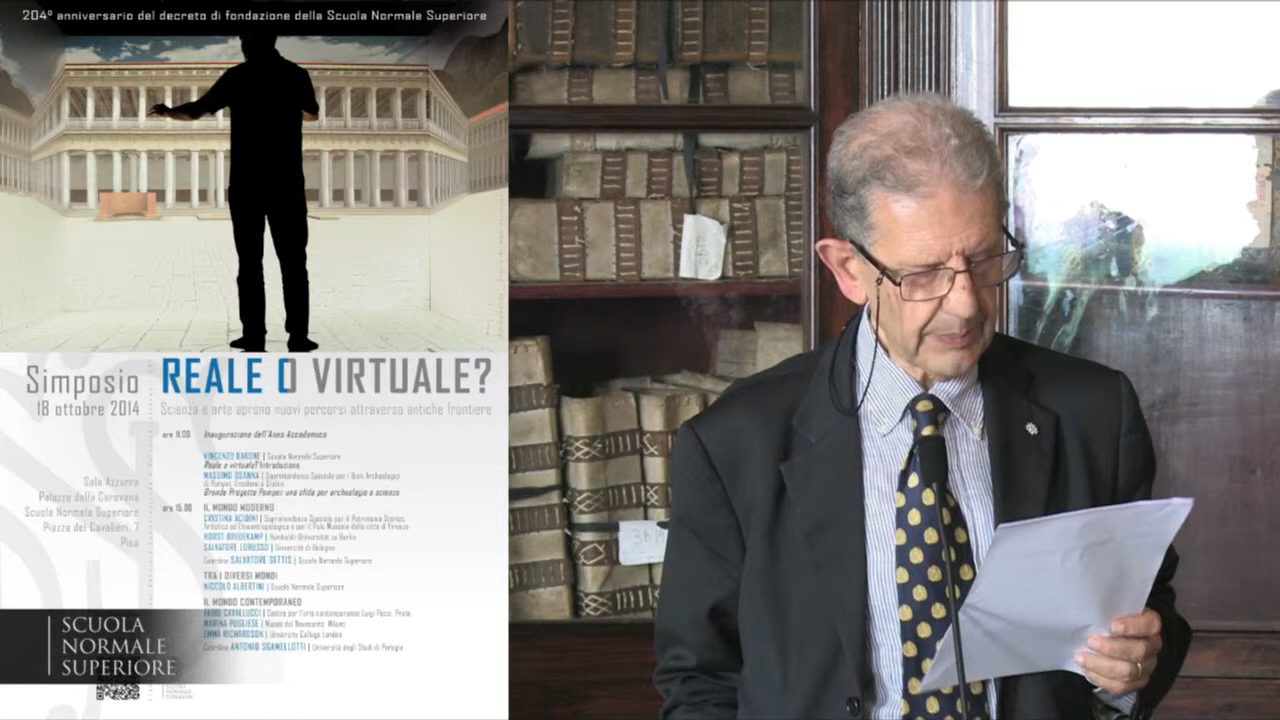 204º anniversario del decreto di fondazione della Scuola Normale Superiore
Simposio
18 ottobre 2014
REALE O VIRTUALE?
Scienza e arte aprono nuovi percorsi attraverso antiche frontiere
ore 11.00 Inaugurazione dell'Anno Accademico
VINCENZO BARONE | Scuola Normale Superiore
Reale o virtuale? Introduzione
MASSIMO OSANNA | Soprintendenza Speciale per i Beni Archeologici
di Pompei, Ercolano e Stabia
Grande Progetto Pompei: una sfida per archeologia e scienza
Sala Azzurra
Palazzo della Carovana
Scuola Normale Superiore
Piazza dei Cavalieri, 7
Pisa
ore 15.00 IL MONDO MODERNO
CRISTINA ACIDINI | Soprintendenza Speciale per il Patrimonio Storico,
Artistico ed Etnoantropologico e per il Polo Museale della città di Firenze
HORST BREDEKAMP | Humboldt-Universität zu Berlin
SALVATORE LORUSSO | Università di Bologna
Coordina SALVATORE SETTIS | Scuola Normale Superiore
TRA I DIVERSI MONDI
NICCOLÒ ALBERTINI | Scuola Normale Superiore
IL MONDO CONTEMPORANEO
FABIO CAVALLUCCI | Centro per l'arte contemporanea Luigi Pecci, Prato
MARINA PUGLIESE | Museo del Novecento, Milano
EMMA RICHARDSON | University College London
Coordina ANTONIO SGAMELLOTTI | Università degli Studi di Perugia
SCUOLA
NORMALE
SUPERIORE